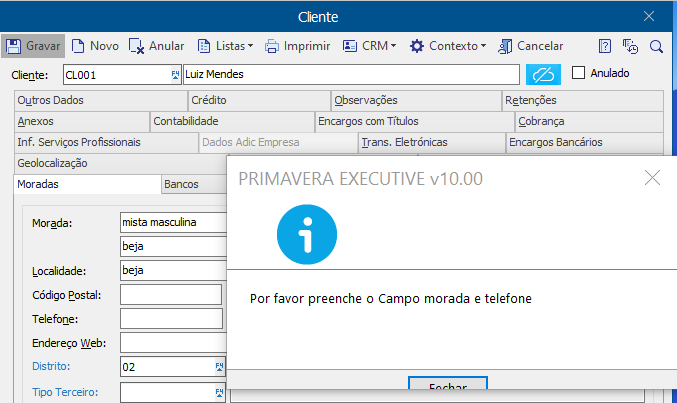 Cliente
Gravar Novo Anular Listas Imprimir CRM Contexto Cancelar
Cliente: CL001 F4 Luiz Mendes Anulado
Outros Dados Crédito Observações Retenções
Anexos Contabilidade Encargos com Títulos Cobrança
Inf. Serviços Profissionais Dados Adic Empresa Trans. Eletrónicas Encargos Bancários
Geolocalização
Moradas Bancos
PRIMAVERA EXECUTIVE v10.00
Morada: mista masculina
beja
Localidade: beja
Código Postal:
Por favor preenche o Campo morada e telefone
Telefone:
Endereço Web:
Distrito: 02 F4
Tipo Terceiro: F4
Fechar